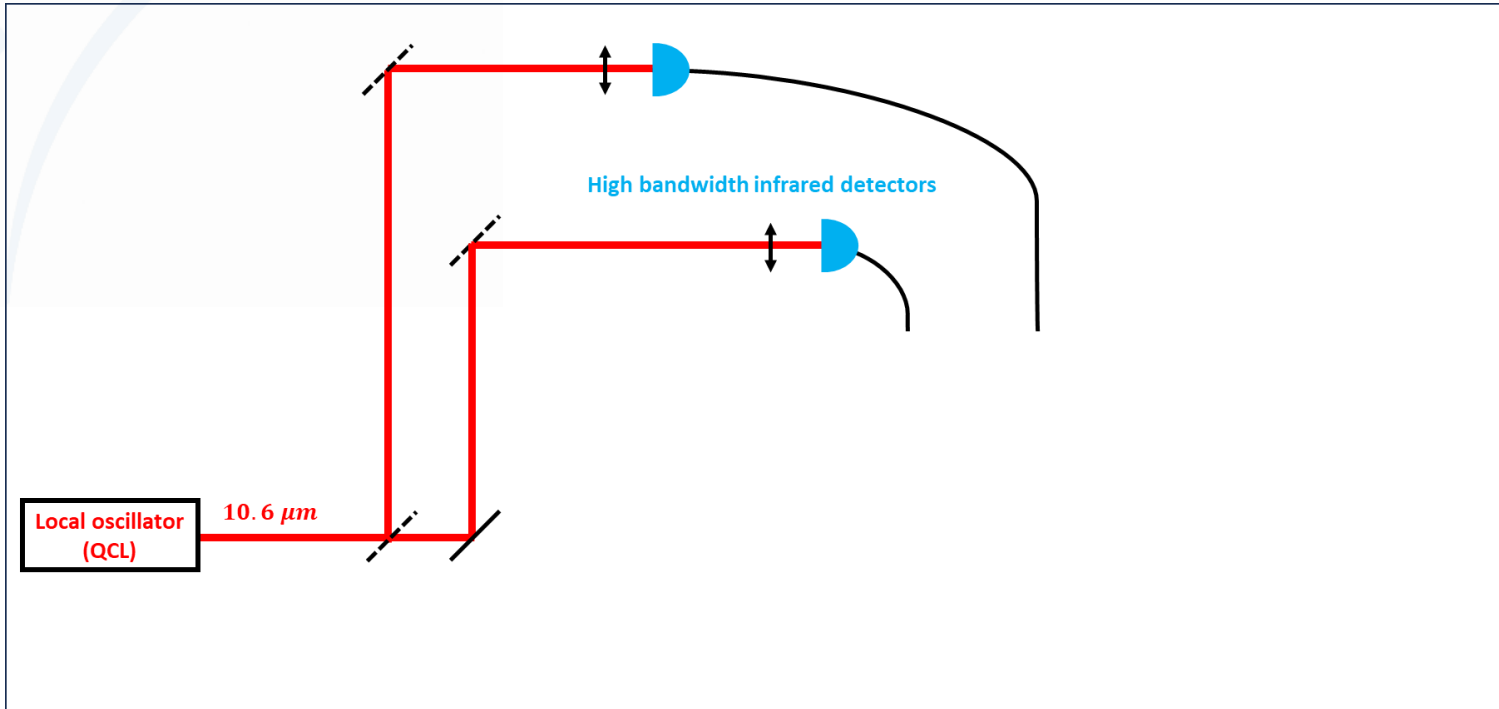 High bandwidth infrared detectors
10.6 μm
Local oscillator
(QCL)